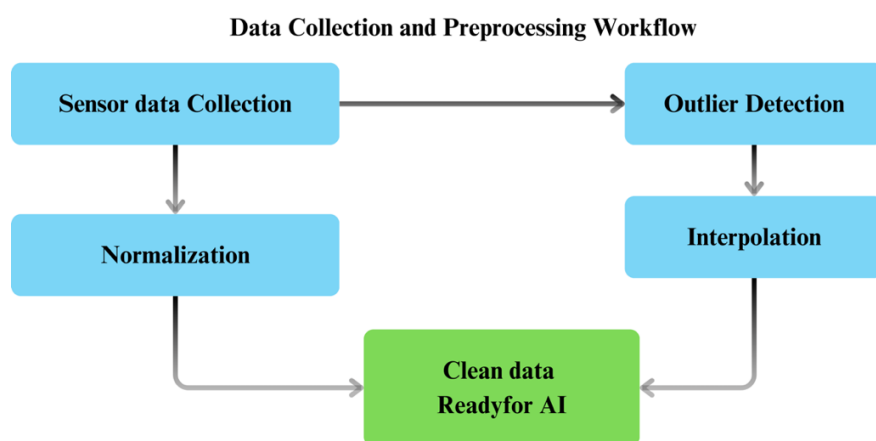 Data Collection and Preprocessing Workflow
Sensor data Collection
Outlier Detection
Normalization
Interpolation
Clean data
Readyfor AI